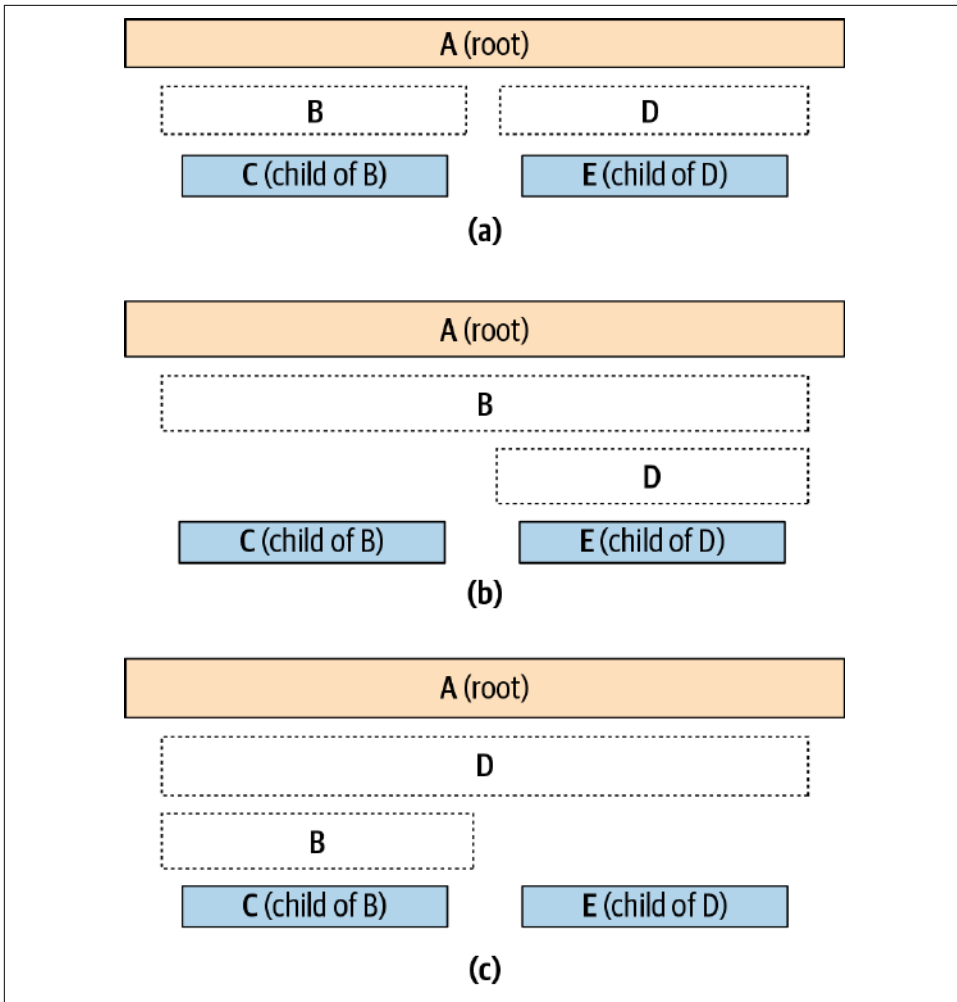 A (root)
B D
C (child of B) E (child of D)
(a)
A (root)
B
D
C (child of B) E (child of D)
(b)
A (root)
D
B
C (child of B) E (child of D)
(c)